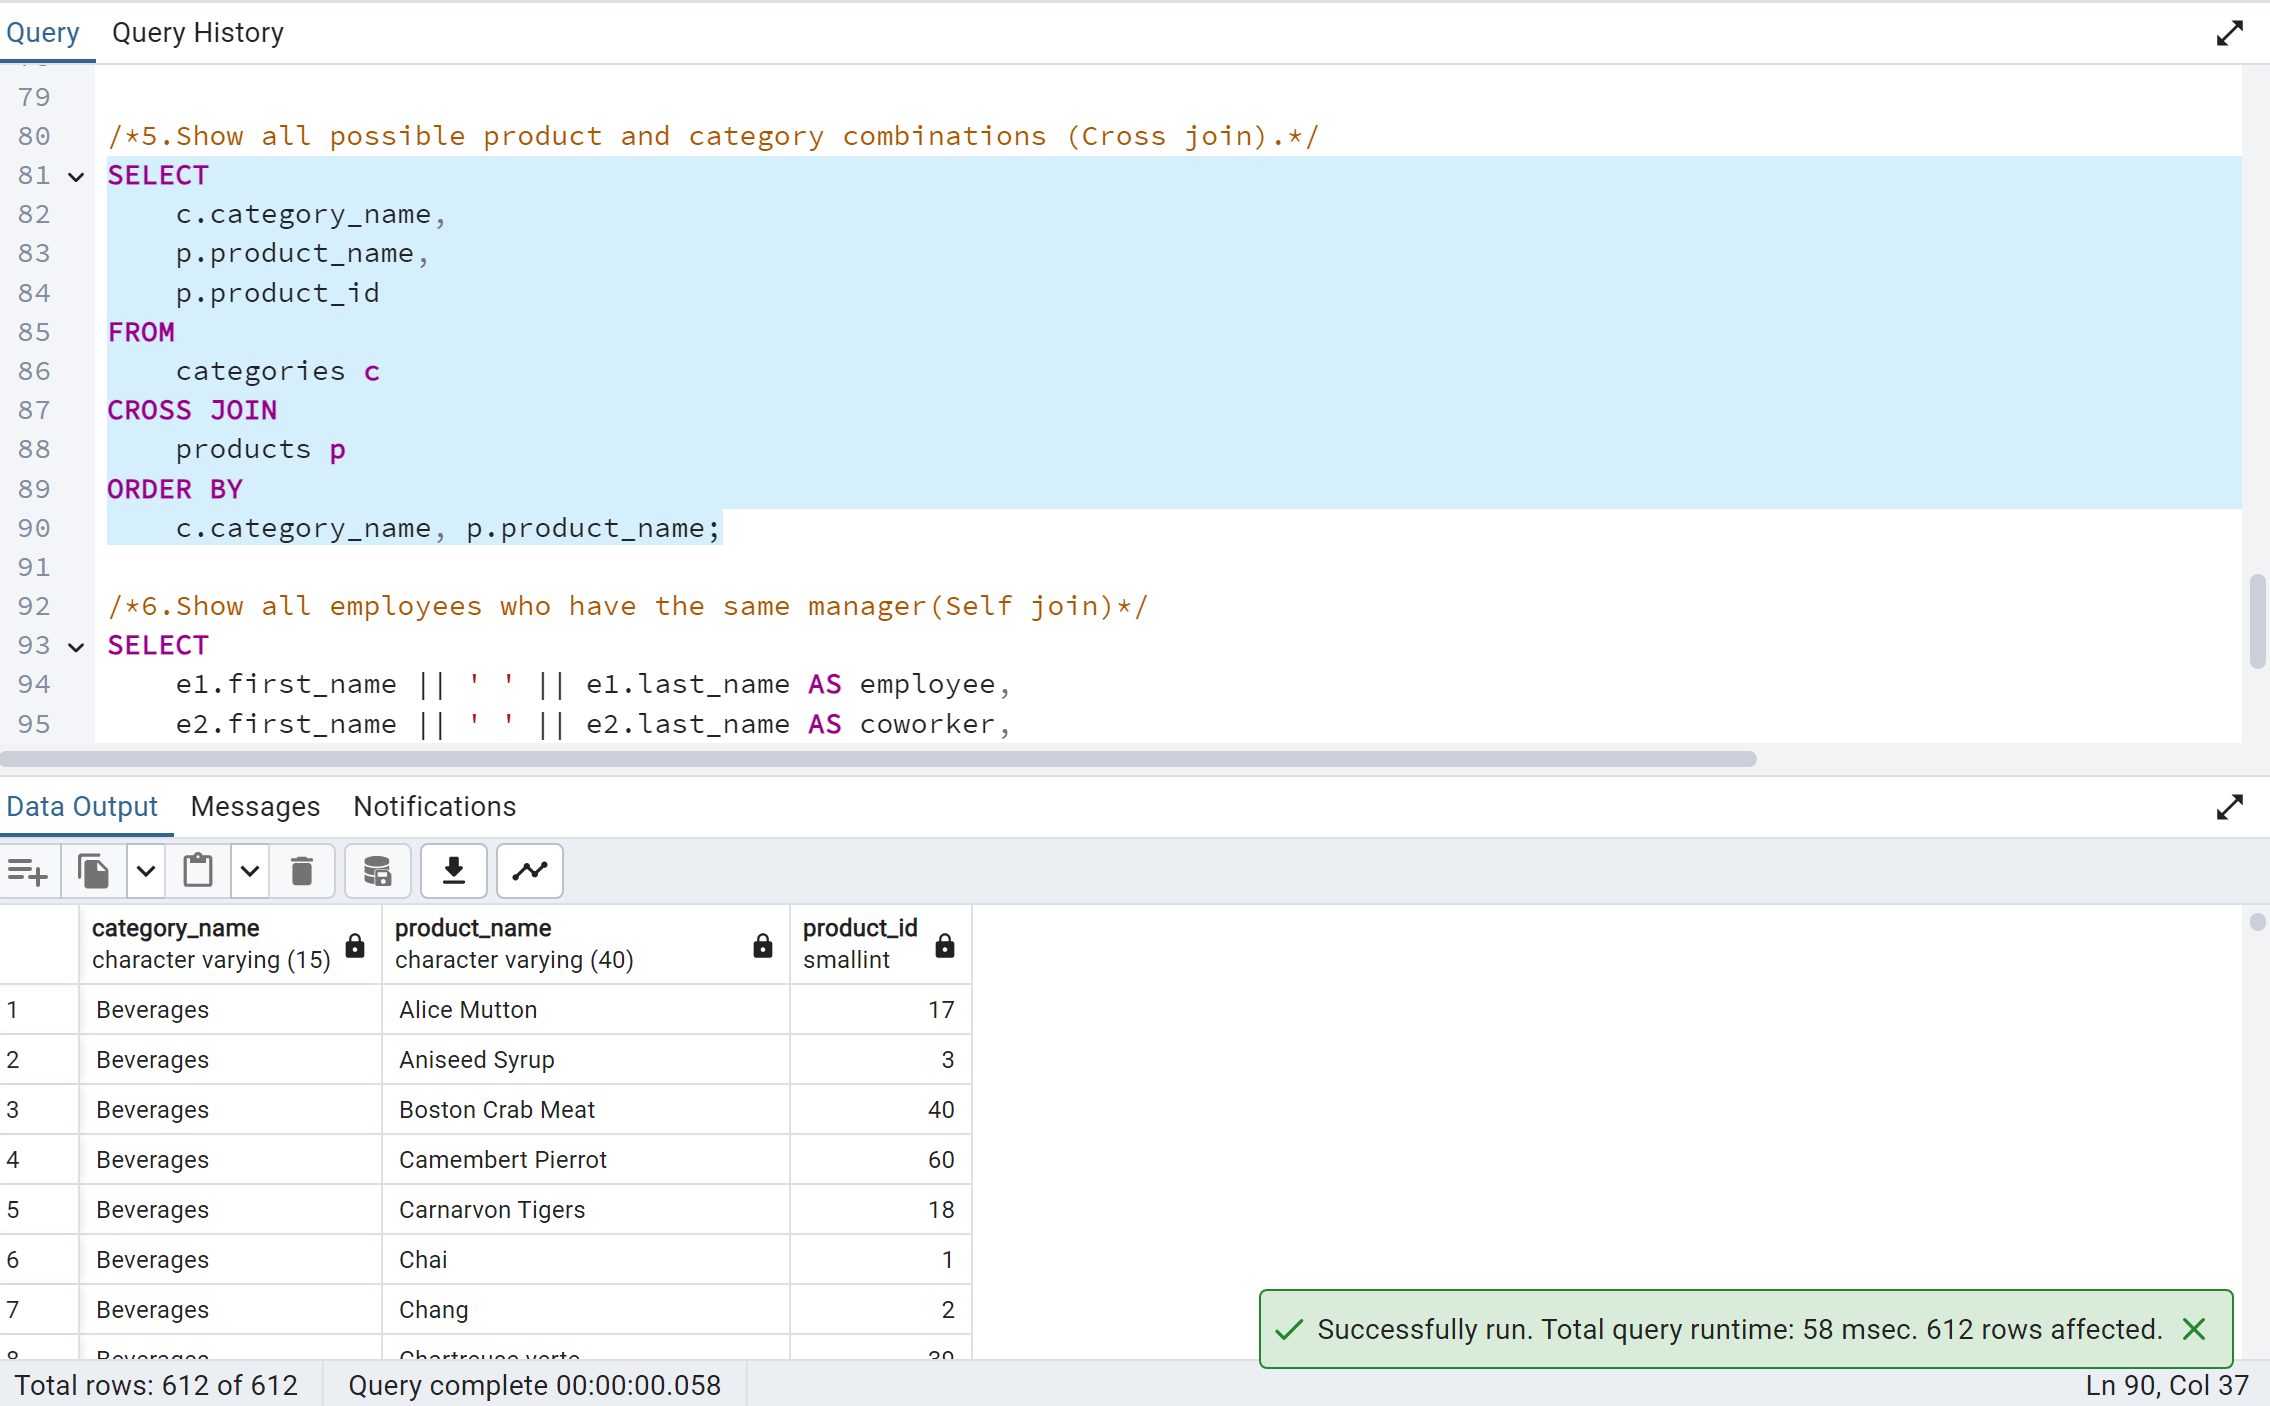 Query Query History
79
80 /*5.Show all possible product and category combinations (Cross join).*/
81 SELECT
82 c.category_name,
83 p.product_name,
84 p.product_id
85 FROM
86 categories c
87 CROSS JOIN
88 products p
89 ORDER BY
90 c.category_name, p.product_name;
91
92 /*6.Show all employees who have the same manager(Self join)*/
93 SELECT
94 e1.first_name || ' ' || e1.last_name AS employee,
95 e2.first_name || ' ' || e2.last_name AS coworker,
Data Output Messages Notifications
category_name product_name product_id
character varying (15) character varying (40) smallint
1 Beverages Alice Mutton 17
2 Beverages Aniseed Syrup 3
3 Beverages Boston Crab Meat 40
4 Beverages Camembert Pierrot 60
5 Beverages Carnarvon Tigers 18
6 Beverages Chai 1
7 Beverages Chang 2
8 Beverages Chartreuse verte 39
Successfully run. Total query runtime: 58 msec. 612 rows affected.
Total rows: 612 of 612 Query complete 00:00:00.058 Ln 90, Col 37